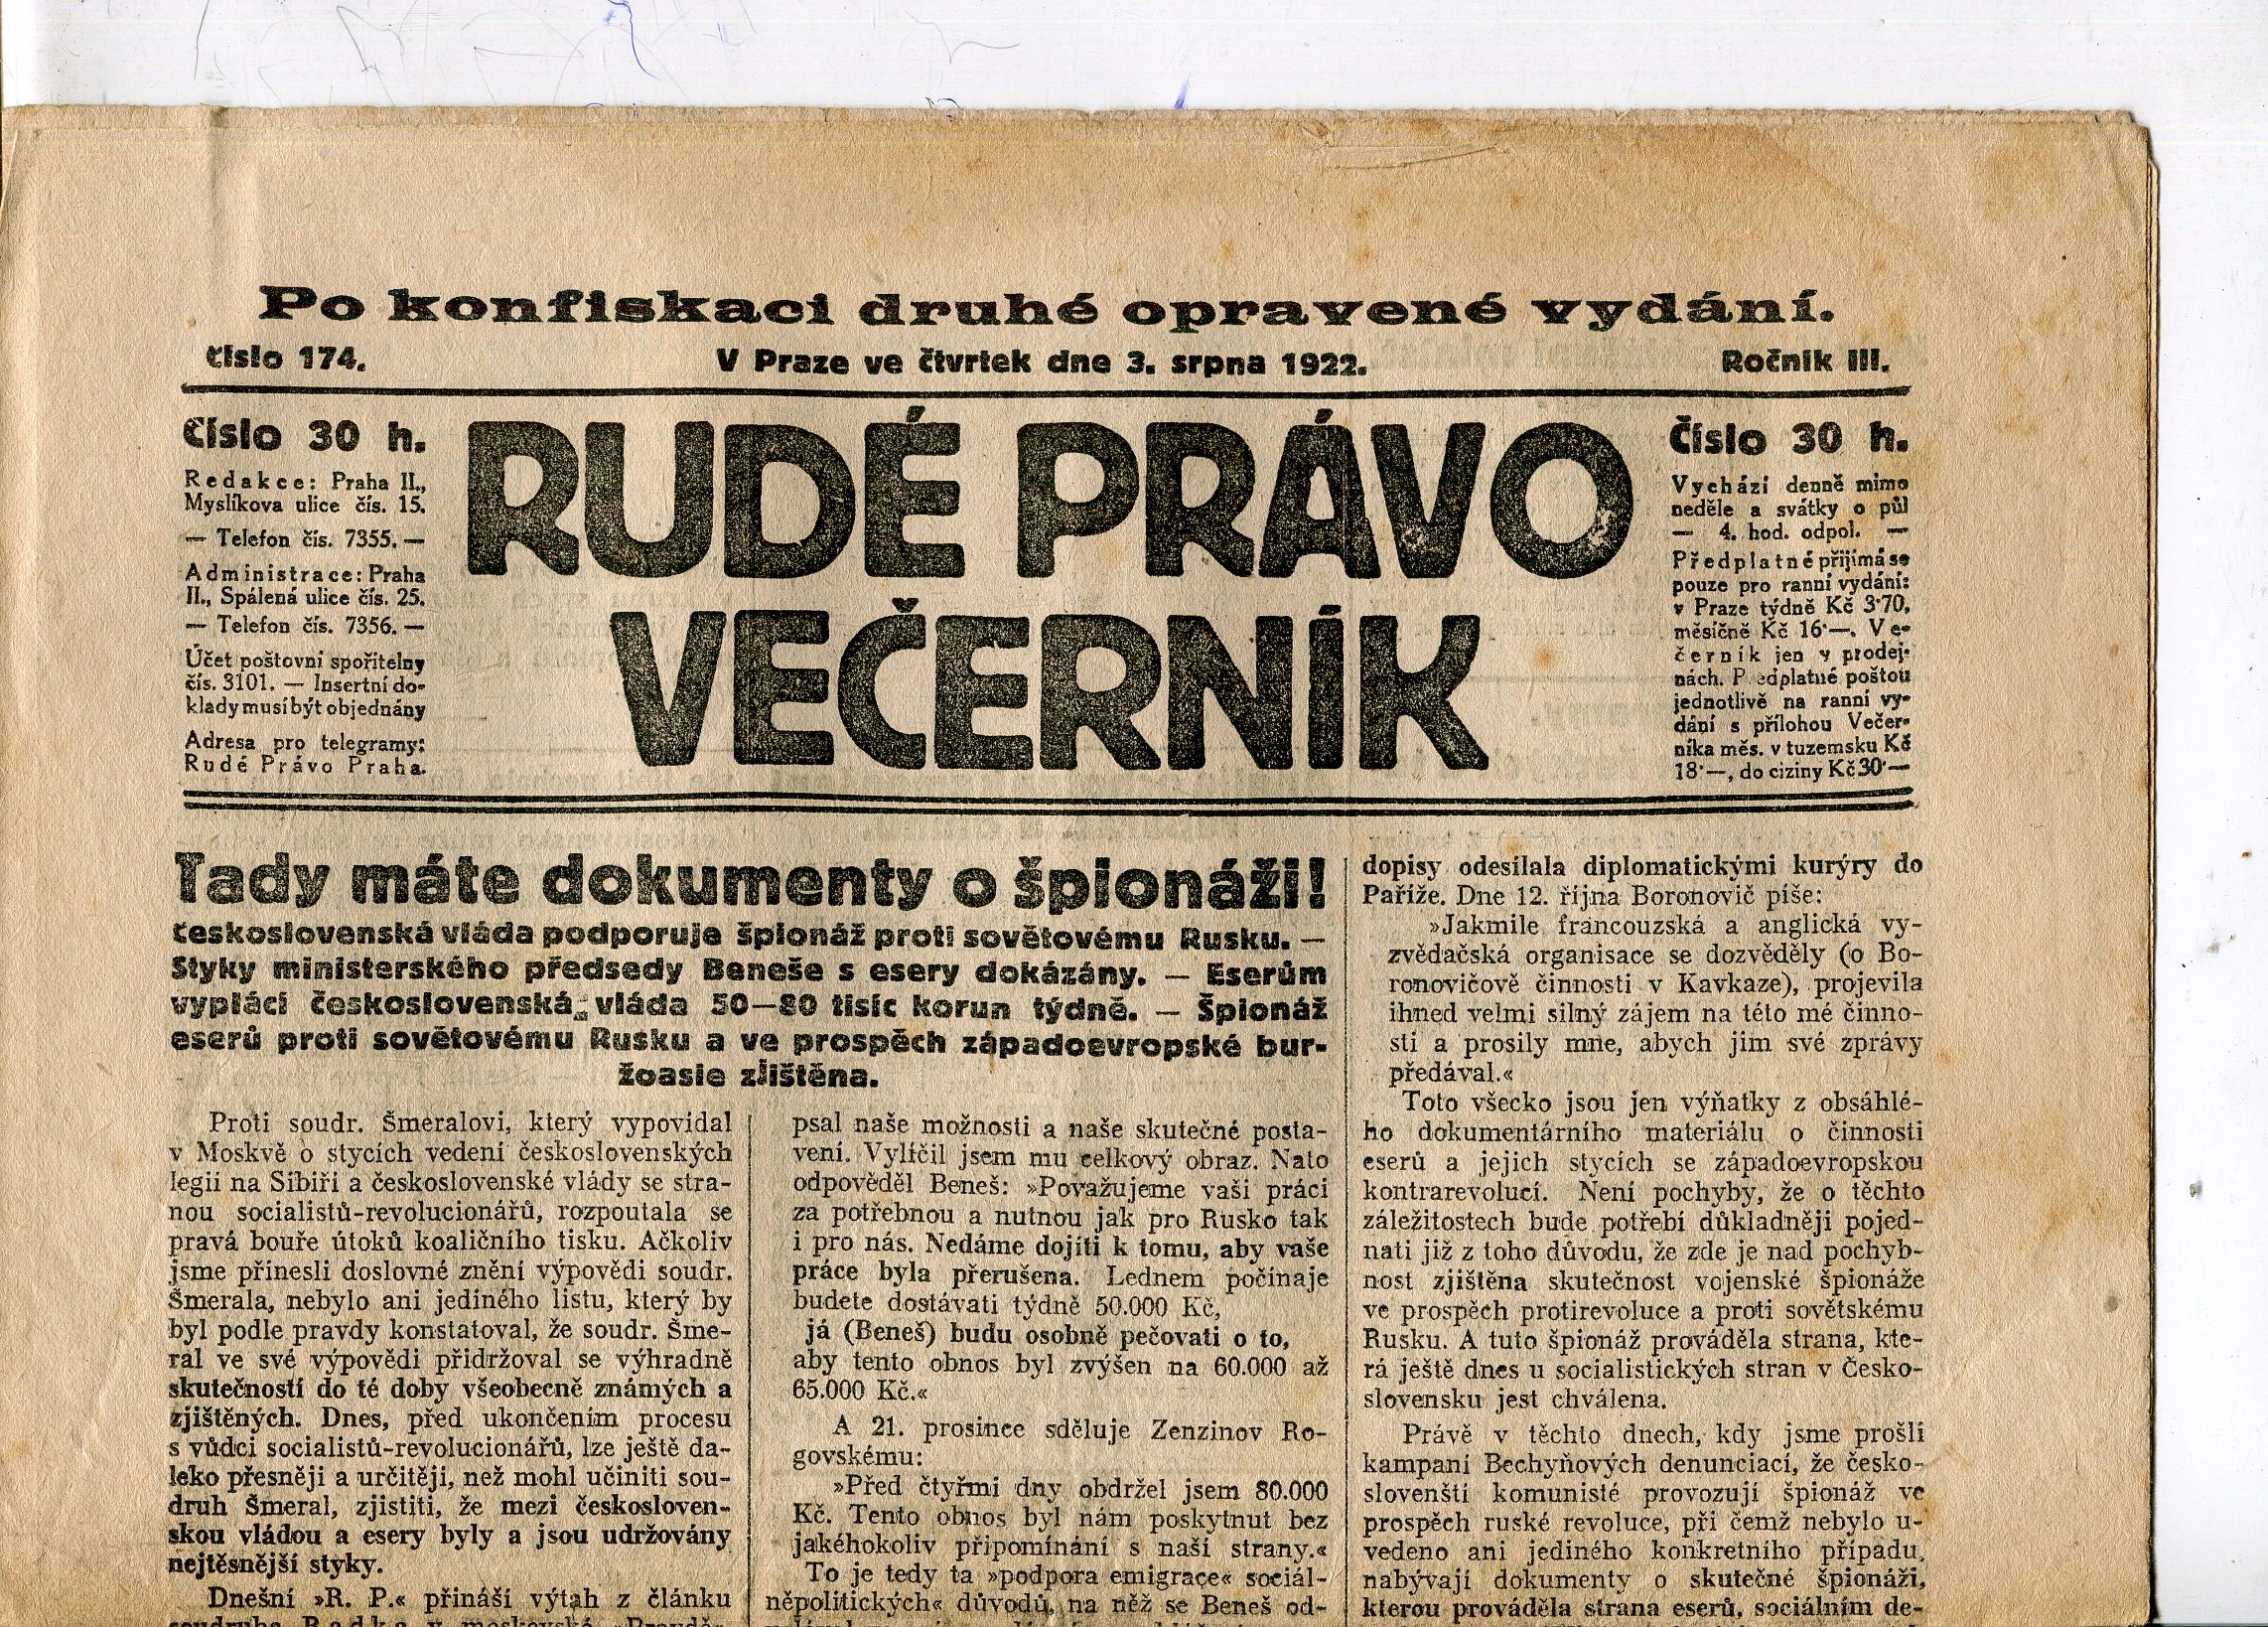 Po konfiskaci druhé opravené vydání.
Číslo 174.
V Praze ve čtvrtek dne 3. srpna 1922.
Ročník III.
Číslo 30 h.
Redakce: Praha II.,
Myslíkova ulice čís. 15.
— Telefon čís. 7355. —
Administrace: Praha
II., Spálená ulice čís. 25.
— Telefon čís. 7356. —
Účet poštovní spořitelny
čís. 3101. — Insertní do-
klady musí být objednány
Adresa pro telegramy:
Rudé Právo Praha.
RUDÉ PRÁVO
VEČERNÍK
Číslo 30 h.
Vychází denně mimo
neděle a svátky o půl
— 4. hod. odpol. —
Předplatné přijímá se
pouze pro ranní vydání:
v Praze týdně Kč 3·70,
měsíčně Kč 16·—. Ve-
černík jen v prodej-
nách. Předplatné poštou
jednotlivě na ranní vy-
dání s přílohou Večer-
níka měs. v tuzemsku Kč
18·—, do ciziny Kč 30·—
Tady máte dokumenty o špionáži!
Československá vláda podporuje špionáž proti sovětovému Rusku. —
Styky ministerského předsedy Beneše s esery dokázány. — Eserům
vyplácí československá vláda 50—80 tisíc korun týdně. — Špionáž
eserů proti sovětovému Rusku a ve prospěch západoevropské bur-
žoasie zjištěna.
Proti soudr. Šmeralovi, který vypovídal
v Moskvě o stycích vedení československých
legií na Sibiři a československé vlády se stra-
nou socialistů-revolucionářů, rozpoutala se
pravá bouře útoků koaličního tisku. Ačkoliv
jsme přinesli doslovné znění výpovědi soudr.
Šmerala, nebylo ani jediného listu, který by
byl podle pravdy konstatoval, že soudr. Šme-
ral ve své výpovědi přidržoval se výhradně
skutečností do té doby všeobecně známých a
zjištěných. Dnes, před ukončením procesu
s vůdci socialistů-revolucionářů, lze ještě da-
leko přesněji a určitěji, než mohl učiniti sou-
druh Šmeral, zjistiti, že mezi českosloven-
skou vládou a esery byly a jsou udržovány
nejtěsnější styky.
Dnešní »R. P.« přináší výtah z článku
soudruha Radka v moskevské »Pravdě«
psal naše možnosti a naše skutečné posta-
vení. Vylíčil jsem mu celkový obraz. Nato
odpověděl Beneš: »Považujeme vaši práci
za potřebnou a nutnou jak pro Rusko tak
i pro nás. Nedáme dojíti k tomu, aby vaše
práce byla přerušena. Lednem počínaje
budete dostávati týdně 50.000 Kč,
já (Beneš) budu osobně pečovati o to,
aby tento obnos byl zvýšen na 60.000 až
65.000 Kč.«
A 21. prosince sděluje Zenzinov Ro-
govskému:
»Před čtyřmi dny obdržel jsem 80.000
Kč. Tento obnos byl nám poskytnut bez
jakéhokoliv připomínání s naší strany.«
To je tedy ta »podpora emigrace« sociál-
něpolitických« důvodů, na něž se Beneš od-
dopisy odesílala diplomatickými kurýry do
Paříže. Dne 12. října Boronovič píše:
»Jakmile francouzská a anglická vy-
zvědačská organisace se dozvěděly (o Bo-
ronovičově činnosti v Kavkaze), projevila
ihned velmi silný zájem na této mé činno-
sti a prosily mne, abych jim své zprávy
předával.«
Toto všecko jsou jen výňatky z obsáhlé-
ho dokumentárního materiálu o činnosti
eserů a jejich stycích se západoevropskou
kontrarevolucí. Není pochyby, že o těchto
záležitostech bude potřebí důkladněji pojed-
nati již z toho důvodu, že zde je nad pochyb-
nost zjištěna skutečnost vojenské špionáže
ve prospěch protirevoluce a proti sovětskému
Rusku. A tuto špionáž prováděla strana, kte-
rá ještě dnes u socialistických stran v Česko-
slovensku jest chválena.
Právě v těchto dnech, kdy jsme prošli
kampaní Bechyňových denunciací, že česko-
slovenští komunisté provozují špionáž ve
prospěch ruské revoluce, při čemž nebylo u-
vedeno ani jediného konkretního případu,
nabývají dokumenty o skutečné špionáži,
kterou prováděla strana eserů, sociálním de-